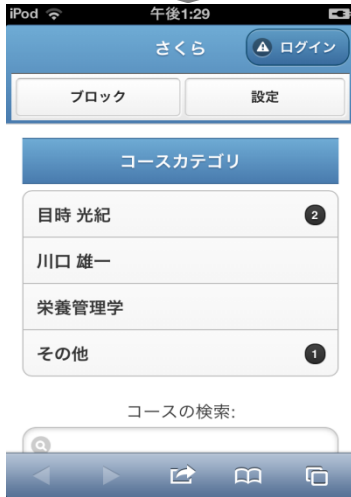 iPod 午後1:29
さくら ログイン
ブロック 設定
コースカテゴリ
目時 光紀 2
川口 雄一
栄養管理学
その他 1
コースの検索: